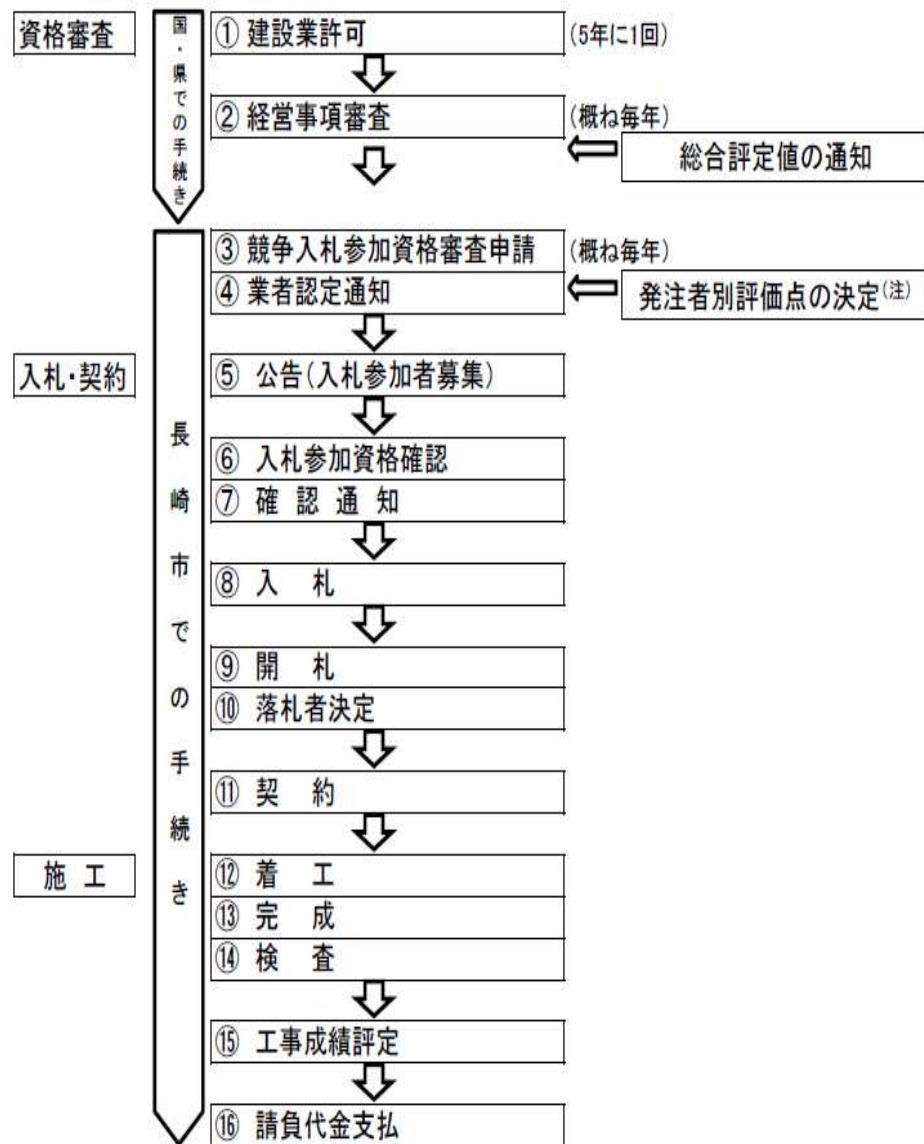 資格審査
国・県での手続き
① 建設業許可
(5年に1回)
② 経営事項審査
(概ね毎年)
総合評定値の通知
③ 競争入札参加資格審査申請
(概ね毎年)
④ 業者認定通知
発注者別評価点の決定(注)
入札・契約
長崎市での手続き
⑤ 公告(入札参加者募集)
⑥ 入札参加資格確認
⑦ 確認通知
⑧ 入 札
⑨ 開 札
⑩ 落札者決定
⑪ 契 約
施 工
⑫ 着 工
⑬ 完 成
⑭ 検 査
⑮ 工事成績評定
⑯ 請負代金支払